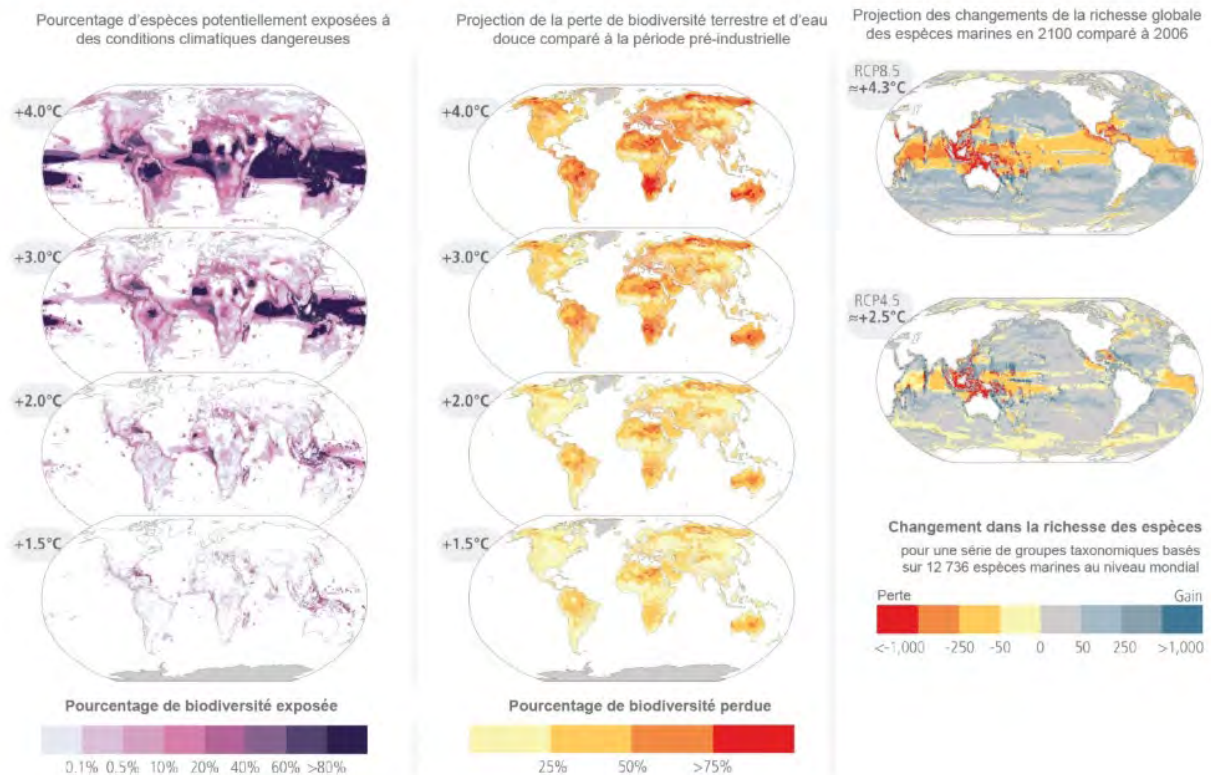 Pourcentage d'espèces potentiellement exposées à
des conditions climatiques dangereuses
+4.0°C
+3.0°C
+2.0°C
+1.5°C
Pourcentage de biodiversité exposée
0.1% 0.5% 10% 20% 40% 60% >80%
Projection de la perte de biodiversité terrestre et d'eau
douce comparé à la période pré-industrielle
+4.0°C
+3.0°C
+2.0°C
+1.5°C
Pourcentage de biodiversité perdue
25% 50% >75%
Projection des changements de la richesse globale
des espèces marines en 2100 comparé à 2006
RCP8.5
≈+4.3°C
RCP4.5
≈+2.5°C
Changement dans la richesse des espèces
pour une série de groupes taxonomiques basés
sur 12 736 espèces marines au niveau mondial
Perte Gain
<-1,000 -250 -50 0 50 250 >1,000